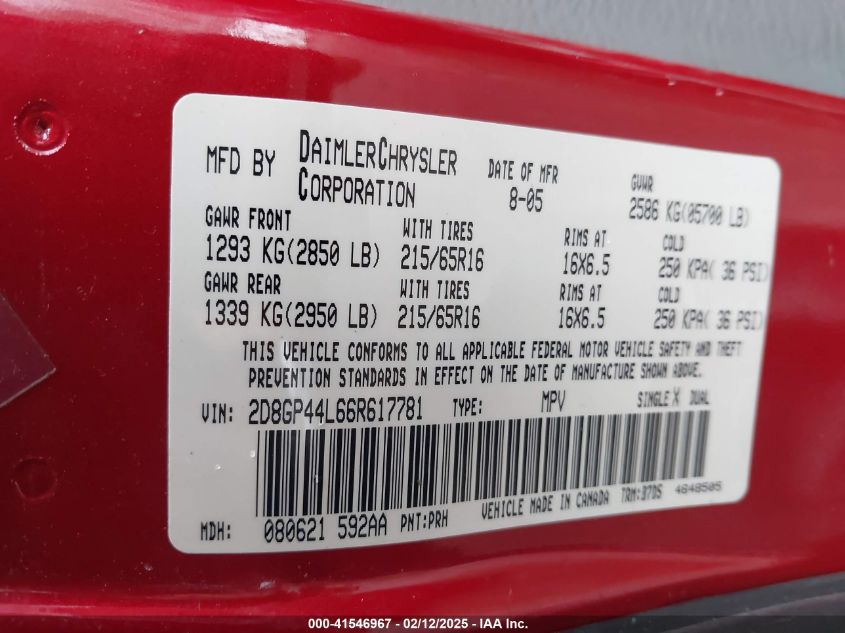 MFD BY DAIMLERCHRYSLER CORPORATION DATE OF MFR 8-05 GVWR 2586 KG(05700 LB)
GAWR FRONT WITH TIRES RIMS AT COLD
1293 KG(2850 LB) 215/65R16 16X6.5 250 KPA( 36 PSI)
GAWR REAR WITH TIRES RIMS AT COLD
1339 KG(2950 LB) 215/65R16 16X6.5 250 KPA( 36 PSI)
THIS VEHICLE CONFORMS TO ALL APPLICABLE FEDERAL MOTOR VEHICLE SAFETY AND THEFT
PREVENTION STANDARDS IN EFFECT ON THE DATE OF MANUFACTURE SHOWN ABOVE.
VIN: 2D8GP44L66R617781 TYPE: MPV SINGLE X DUAL
MDH: 080621 592AA PNT:PRH VEHICLE MADE IN CANADA TRM:37D5 4648505
000-41546967 - 02/12/2025 - IAA Inc.